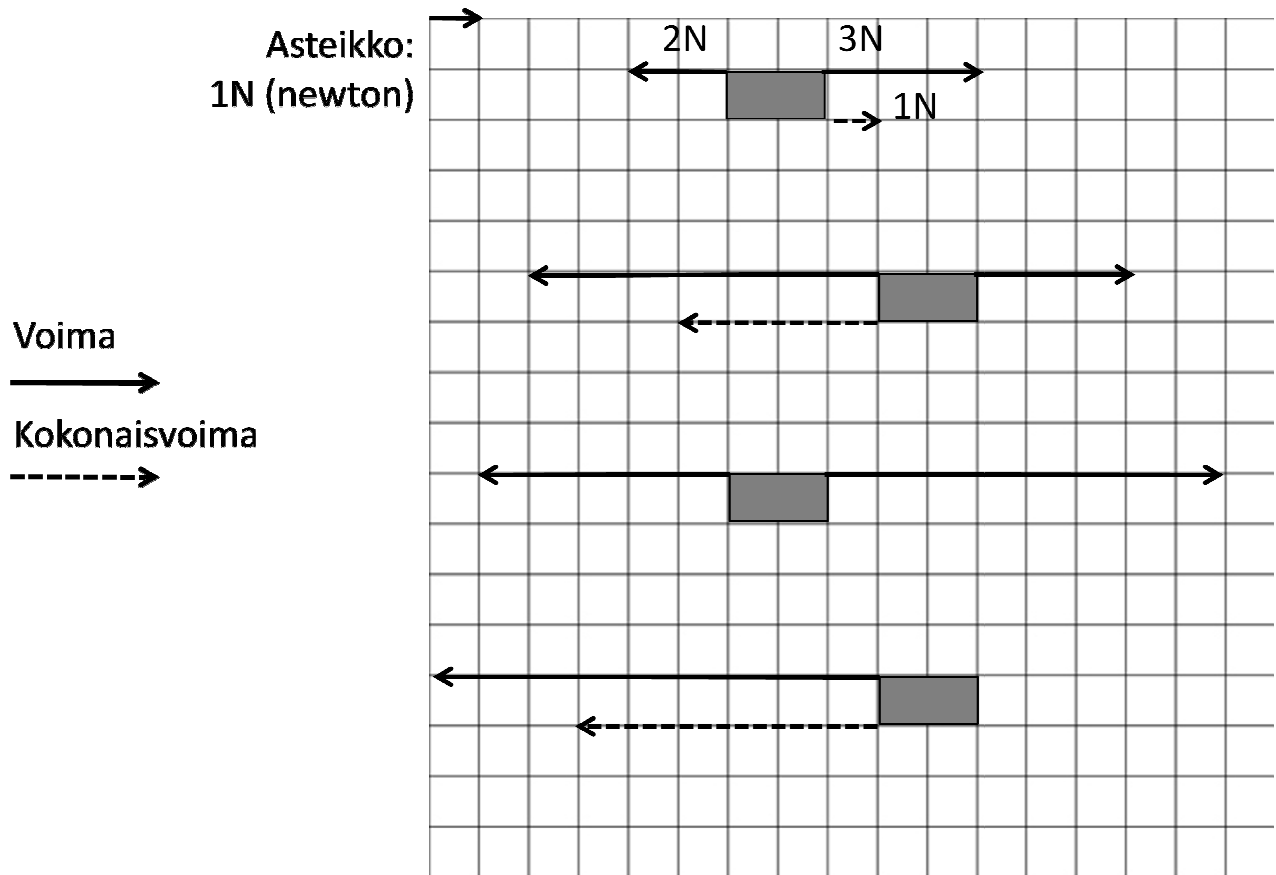 Asteikko:
1N (newton)
2N
3N
1N
Voima
Kokonaisvoima